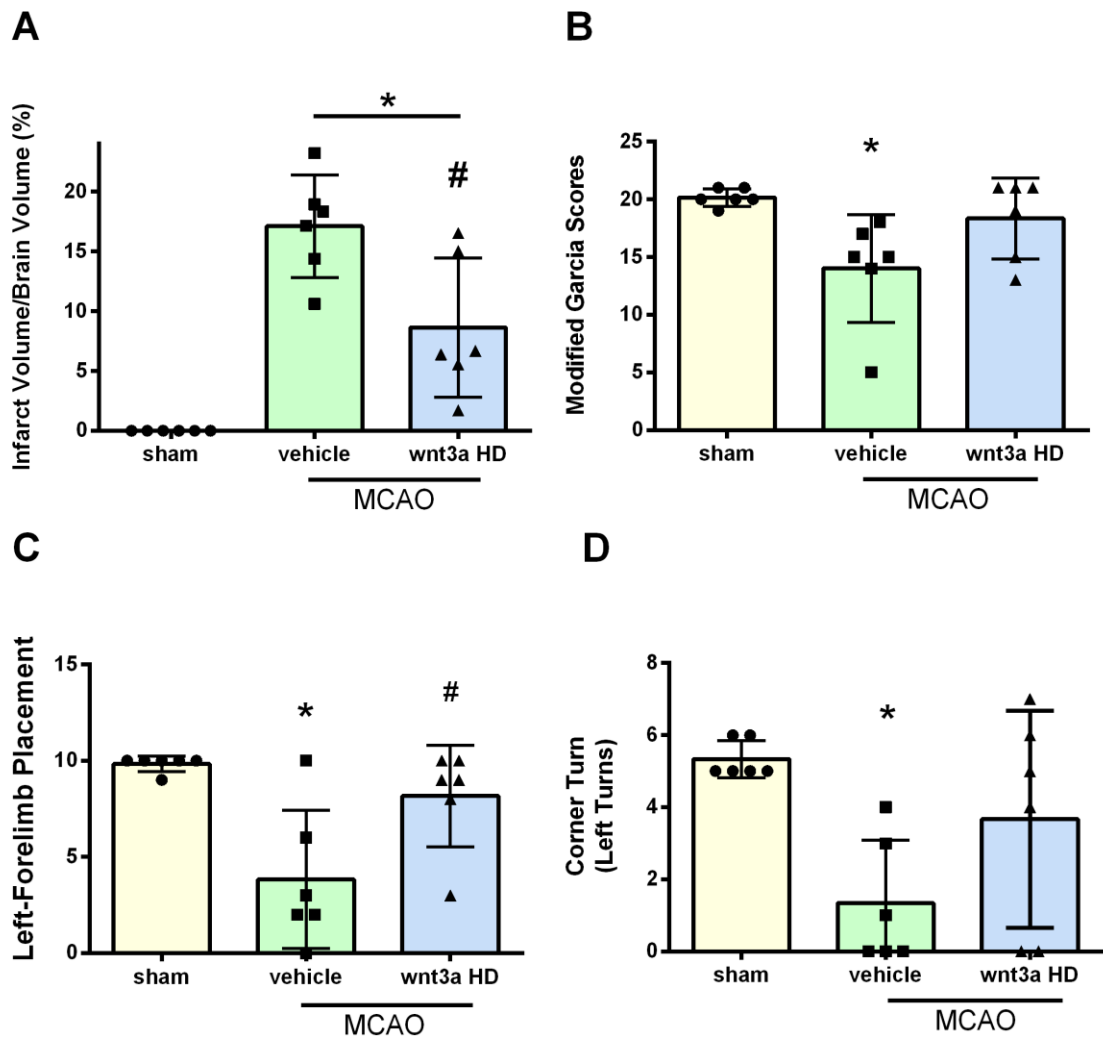 A
Infarct Volume/Brain Volume (%)
20
15
10
5
0
*
#
sham vehicle wnt3a HD
MCAO
B
Modified Garcia Scores
25
20
15
10
5
0
*
sham vehicle wnt3a HD
MCAO
C
Left-Forelimb Placement
15
10
5
0
*
#
sham vehicle wnt3a HD
MCAO
D
Corner Turn
(Left Turns)
8
6
4
2
0
*
sham vehicle wnt3a HD
MCAO